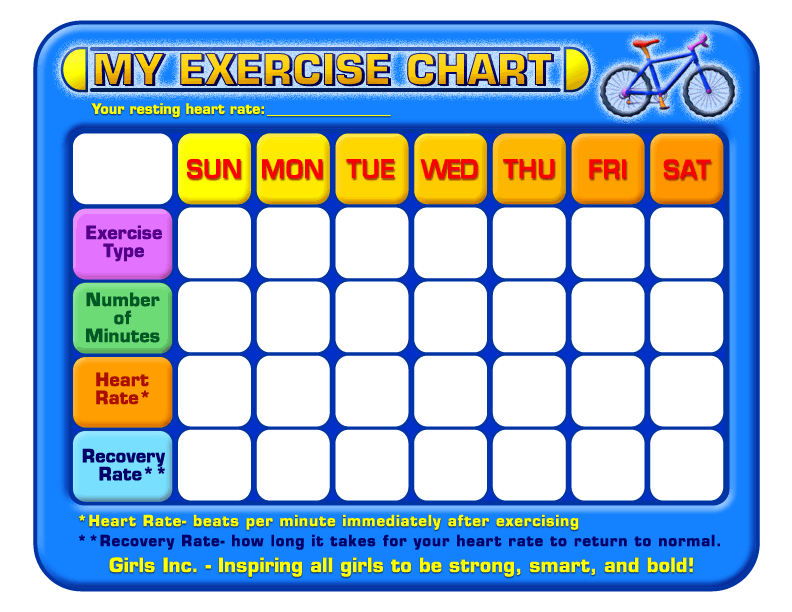 MY EXERCISE CHART
Your resting heart rate:_______________
SUN MON TUE WED THU FRI SAT
Exercise
Type
Number
of
Minutes
Heart
Rate*
Recovery
Rate**
*Heart Rate- beats per minute immediately after exercising
**Recovery Rate- how long it takes for your heart rate to return to normal.
Girls Inc. - Inspiring all girls to be strong, smart, and bold!